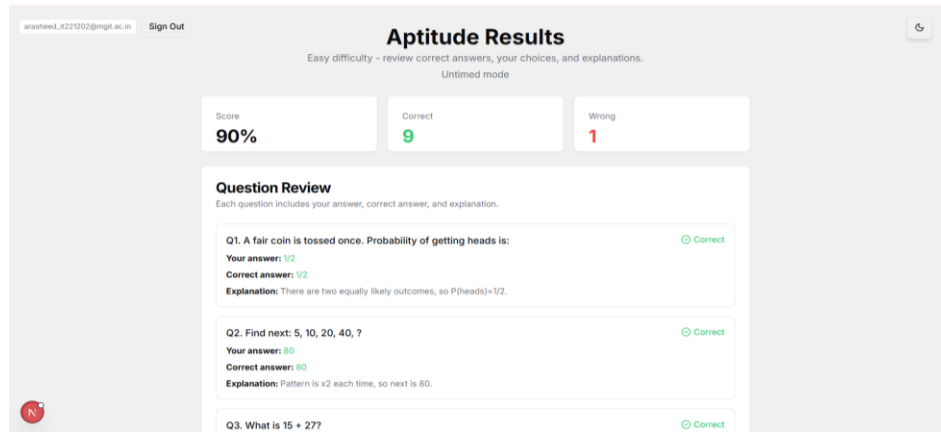 arasheed_it221202@mgit.ac.in Sign Out
Aptitude Results
Easy difficulty - review correct answers, your choices, and explanations.
Untimed mode
Score
90%
Correct
9
Wrong
1
Question Review
Each question includes your answer, correct answer, and explanation.
Q1. A fair coin is tossed once. Probability of getting heads is:
Correct
Your answer: 1/2
Correct answer: 1/2
Explanation: There are two equally likely outcomes, so P(heads)=1/2.
Q2. Find next: 5, 10, 20, 40, ?
Correct
Your answer: 80
Correct answer: 80
Explanation: Pattern is x2 each time, so next is 80.
Q3. What is 15 + 27?
Correct
N